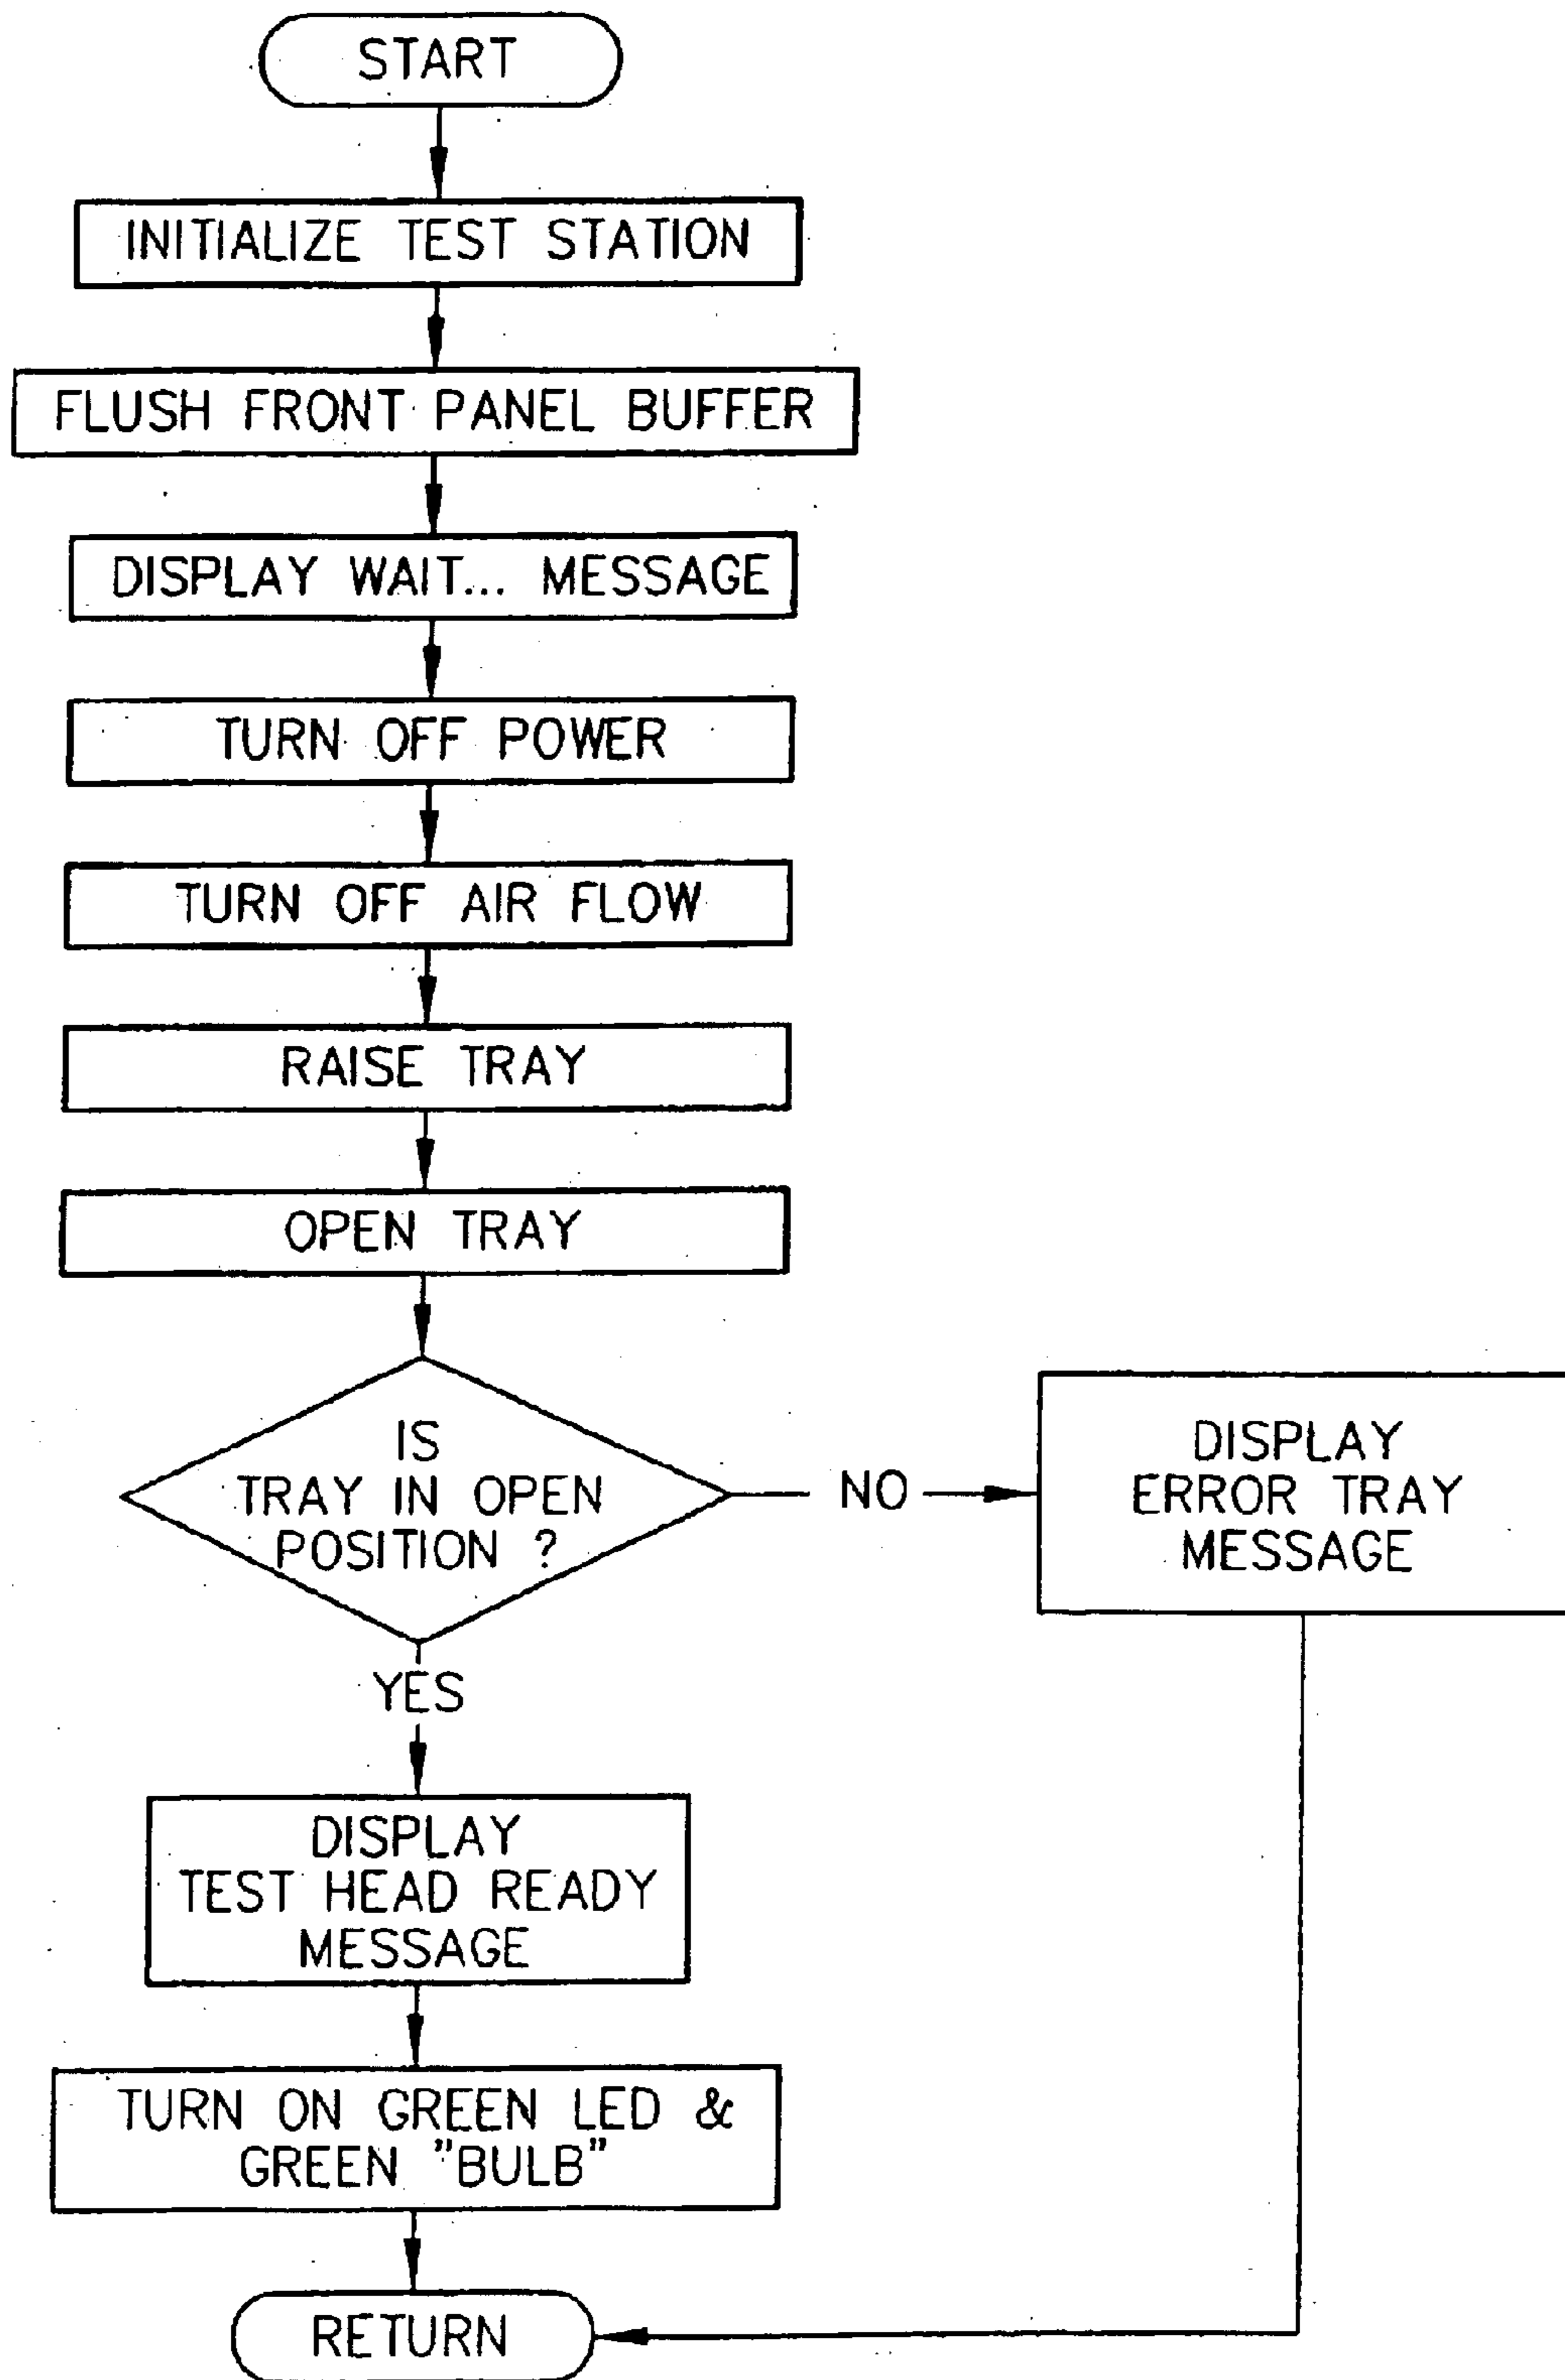 START
INITIALIZE TEST STATION
FLUSH FRONT PANEL BUFFER
DISPLAY WAIT... MESSAGE
TURN OFF POWER
TURN OFF AIR FLOW
RAISE TRAY
OPEN TRAY
IS
TRAY IN OPEN
POSITION ?
NO
DISPLAY
ERROR TRAY
MESSAGE
YES
DISPLAY
TEST HEAD READY
MESSAGE
TURN ON GREEN LED &
GREEN "BULB"
RETURN